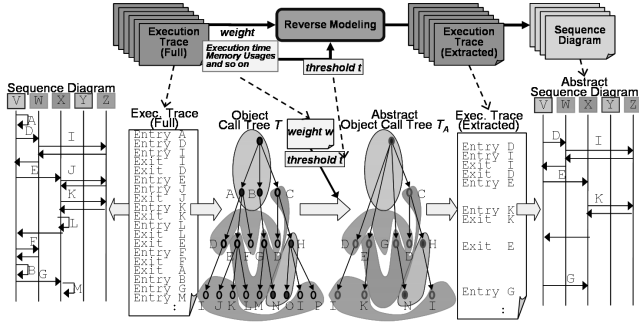 Execution
Trace
(Full)
weight
Execution time
Memory Usages
and so on
Reverse Modeling
threshold t
Execution
Trace
(Extracted)
Sequence
Diagram
Sequence Diagram
V W X Y Z
A
D
I
E
J
K
L
F
B
G
M
Exec. Trace
(Full)
Entry A
Entry D
Entry I
Exit I
Exit D
Entry E
Entry J
Exit J
Entry K
Exit K
Entry L
Exit L
Exit E
Entry F
Exit F
Exit A
Entry B
Entry G
Entry M
:
Object
Call Tree T
A B C
D H
E F G D
I J K L M N O I P
weight w
threshold t
Abstract
Object Call Tree TA
C
D G H
E D
I K N I
Exec. Trace
(Extracted)
Entry D
Entry I
Exit I
Exit D
Entry E
Entry K
Exit K
Exit E
Entry G
:
Abstract
Sequence Diagram
V W X Y Z
D
I
E
K
G